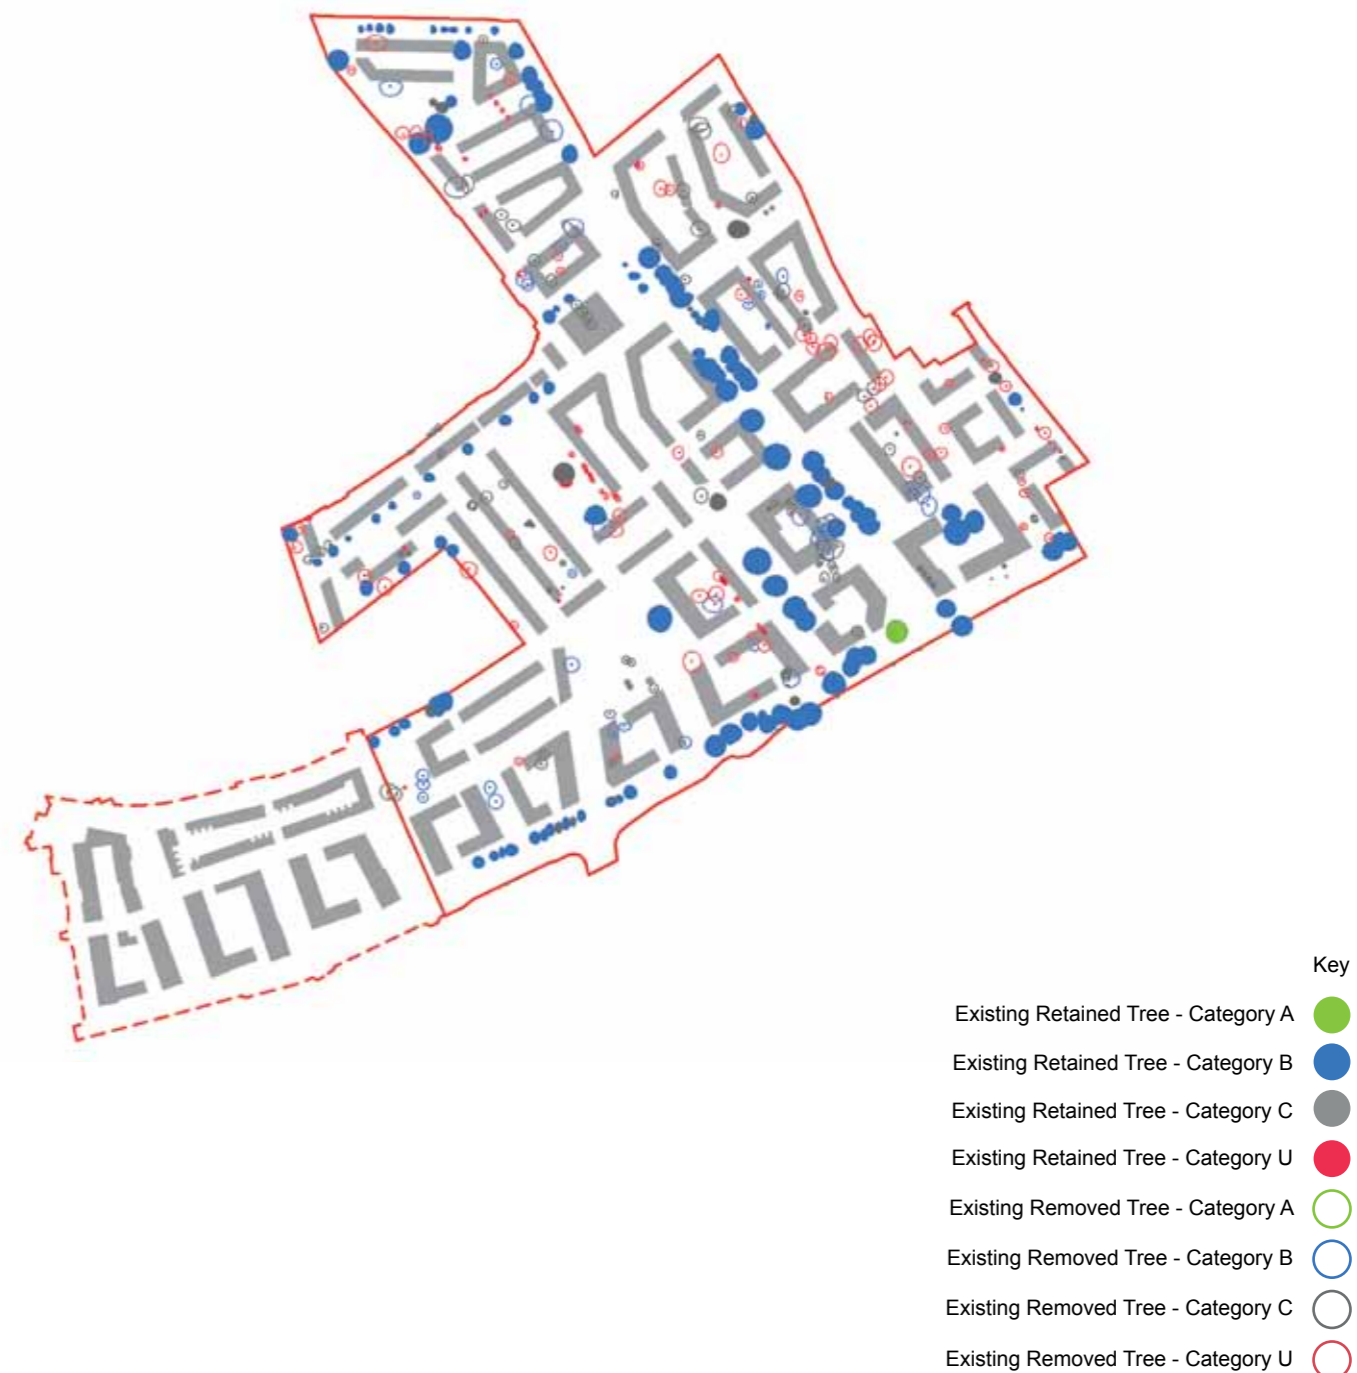 Key
Existing Retained Tree - Category A
Existing Retained Tree - Category B
Existing Retained Tree - Category C
Existing Retained Tree - Category U
Existing Removed Tree - Category A
Existing Removed Tree - Category B
Existing Removed Tree - Category C
Existing Removed Tree - Category U